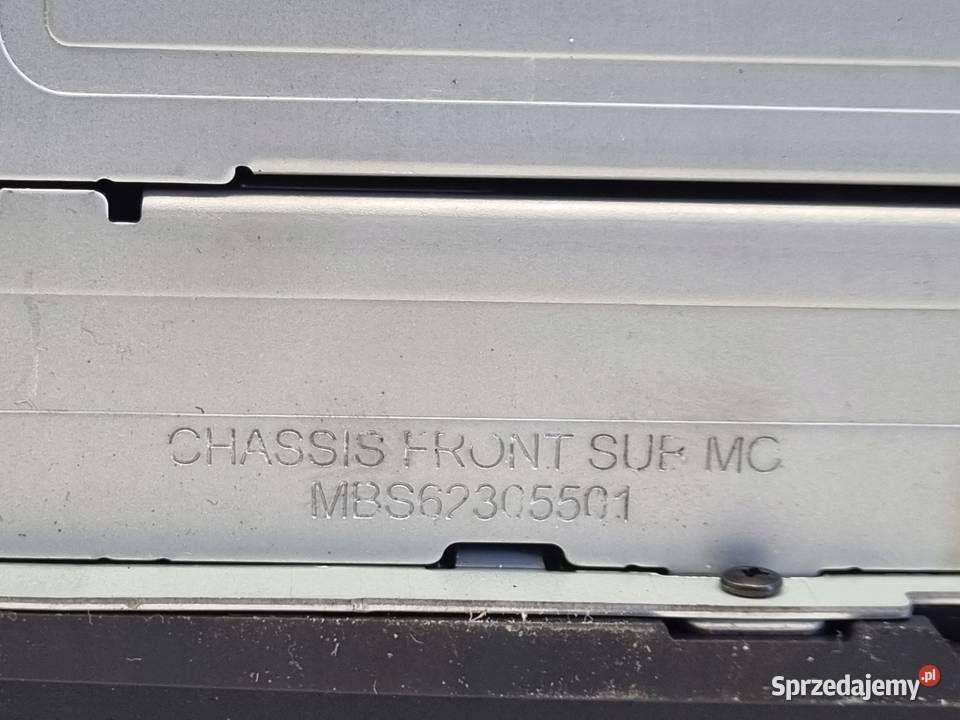 CHASSIS FRONT SUB MC
MBS62305501
Sprzedajemy.pl